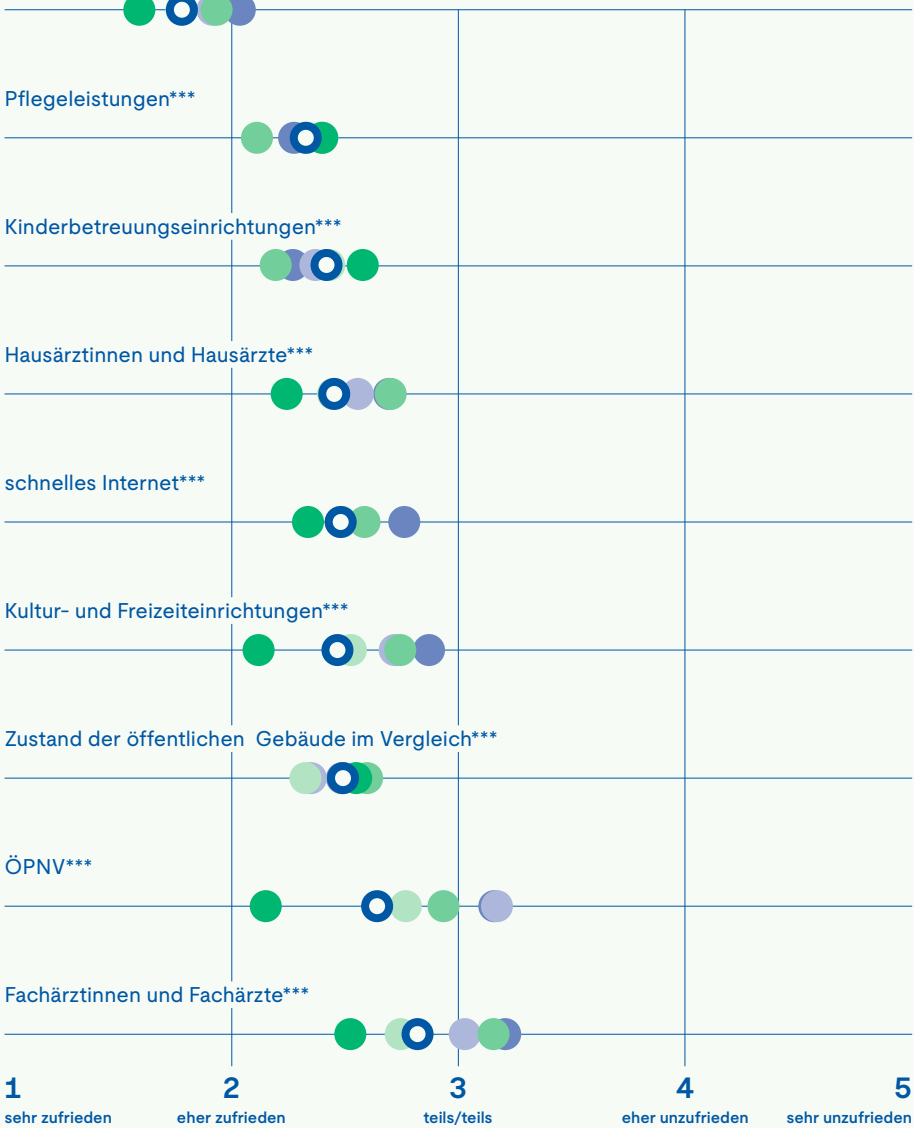 Pflegeleistungen***
Kinderbetreuungseinrichtungen***
Hausärztinnen und Hausärzte***
schnelles Internet***
Kultur- und Freizeiteinrichtungen***
Zustand der öffentlichen Gebäude im Vergleich***
ÖPNV***
Fachärztinnen und Fachärzte***
1 2 3 4 5
sehr zufrieden eher zufrieden teils/teils eher unzufrieden sehr unzufrieden